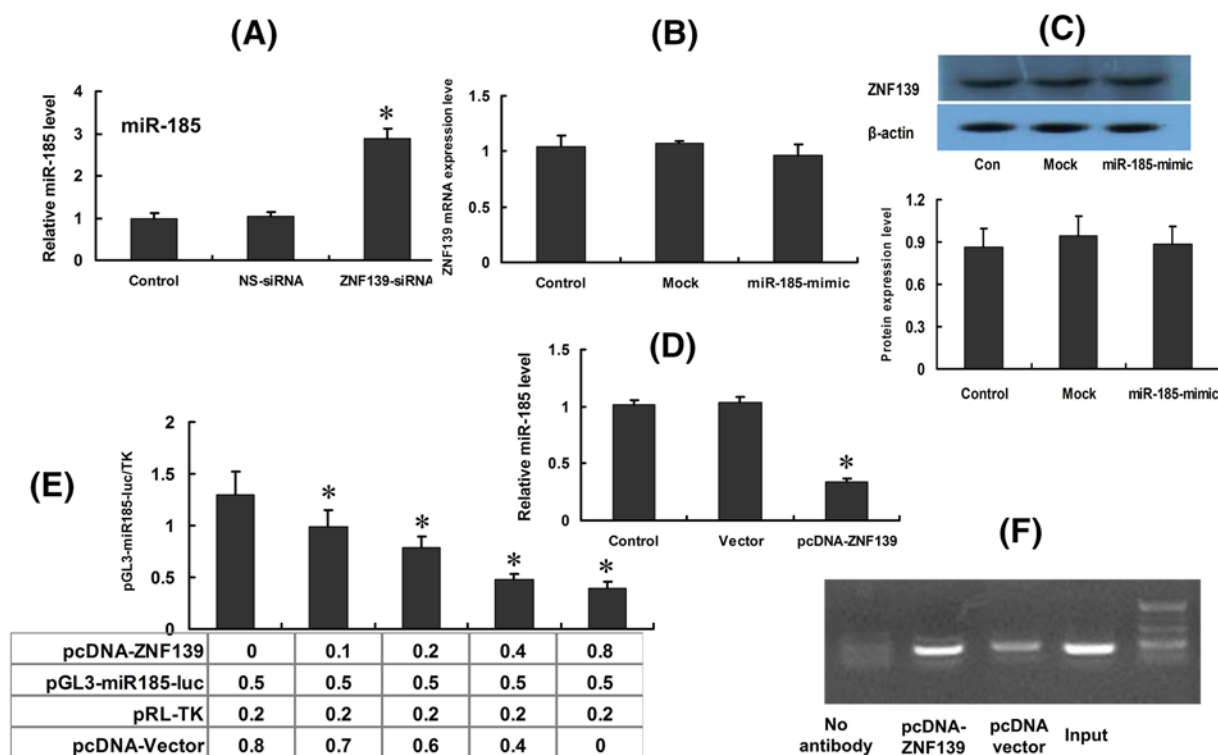 (A)
Relative miR-185 level
5
4
3
2
1
0
miR-185
*
Control NS-siRNA ZNF139-siRNA
(B)
ZNF139 mRNA expression leve
1.5
1
0.5
0
Control Mock miR-185-mimic
(C)
ZNF139
β-actin
Con Mock miR-185-mimic
Protein expression level
1.2
0.9
0.6
0.3
0
Control Mock miR-185-mimic
(D)
Relative miR-185 level
1.5
1
0.5
0
*
Control Vector pcDNA-ZNF139
(E)
pGL3-miR185-luc/TK
2
1.5
1
0.5
0
* * * *
pcDNA-ZNF139 0 0.1 0.2 0.4 0.8
pGL3-miR185-luc 0.5 0.5 0.5 0.5 0.5
pRL-TK 0.2 0.2 0.2 0.2 0.2
pcDNA-Vector 0.8 0.7 0.6 0.4 0
(F)
No antibody
pcDNA-ZNF139
pcDNA vector
Input